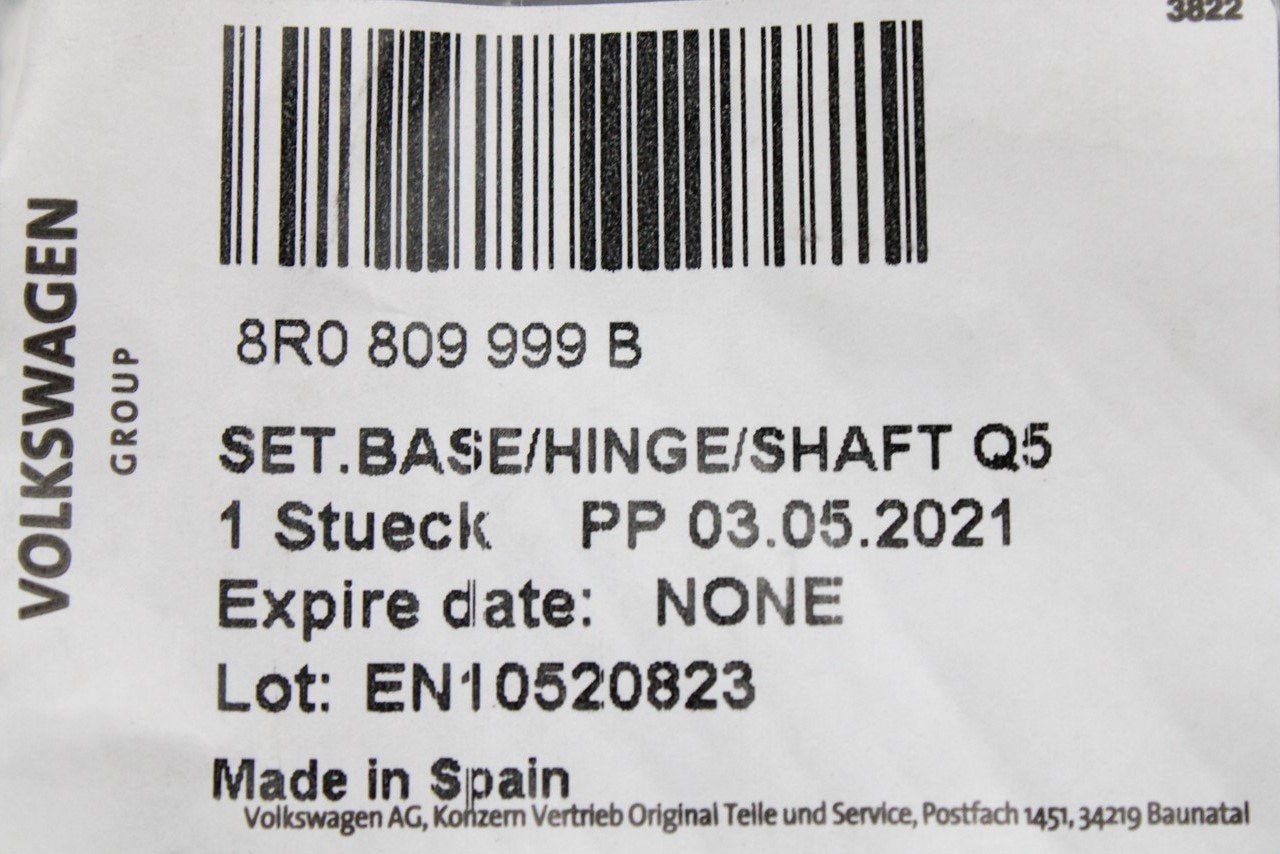 3822
VOLKSWAGEN
GROUP
8R0 809 999 B
SET.BASE/HINGE/SHAFT Q5
1 Stueck PP 03.05.2021
Expire date: NONE
Lot: EN10520823
Made in Spain
Volkswagen AG, Konzern Vertrieb Original Teile und Service, Postfach 1451, 34219 Baunatal